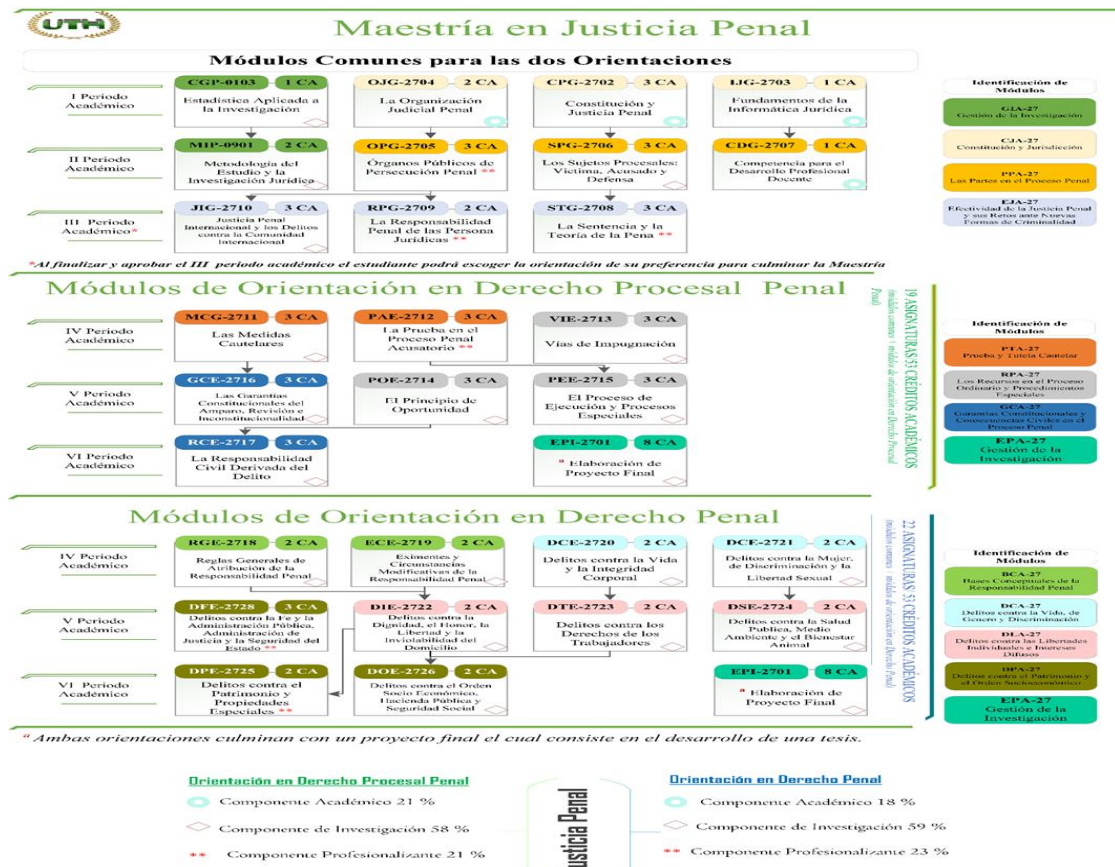 UTH
Maestría en Justicia Penal
Módulos Comunes para las dos Orientaciones
I Periodo
Académico
CGP-0103 1 CA
Estadística Aplicada a
la Investigación
OJG-2704 2 CA
La Organización
Judicial Penal
CPG-2702 3 CA
Constitución y
Justicia Penal
IJG-2703 1 CA
Fundamentos de la
Informática Jurídica
II Periodo
Académico
MIP-0901 2 CA
Metodología del
Estudio y la
Investigación Jurídica
OPG-2705 3 CA
Órganos Públicos de
Persecución Penal **
SPG-2706 3 CA
Los Sujetos Procesales:
Víctima, Acusado y
Defensa
CDG-2707 1 CA
Competencia para el
Desarrollo Profesional
Docente
III Periodo
Académico*
JIG-2710 3 CA
Justicia Penal
Internacional y los Delitos
contra la Comunidad
Internacional
RPG-2709 2 CA
La Responsabilidad
Penal de las Persona
Jurídicas **
STG-2708 3 CA
La Sentencia y la
Teoría de la Pena **
Identificación de
Módulos
GIA-27
Gestión de la Investigación
CJA-27
Constitución y Jurisdicción
PPA-27
Las Partes en el Proceso Penal
EJA-27
Efectividad de la Justicia Penal
y sus Retos ante Nuevas
Formas de Criminalidad
*Al finalizar y aprobar el III periodo académico el estudiante podrá escoger la orientación de su preferencia para culminar la Maestría
Módulos de Orientación en Derecho Procesal Penal
IV Periodo
Académico
MCG-2711 3 CA
Las Medidas
Cautelares
PAE-2712 3 CA
La Prueba en el
Proceso Penal
Acusatorio **
VIE-2713 3 CA
Vías de Impugnación
V Periodo
Académico
GCE-2716 3 CA
Las Garantías
Constitucionales del
Amparo, Revisión e
Inconstitucionalidad
POE-2714 3 CA
El Principio de
Oportunidad
PEE-2715 3 CA
El Proceso de
Ejecución y Procesos
Especiales
VI Periodo
Académico
RCE-2717 3 CA
La Responsabilidad
Civil Derivada del
Delito
EPI-2701 8 CA
a Elaboración de
Proyecto Final
19 ASIGNATURAS/53 CRÉDITOS ACADÉMICOS
(módulos comunes + módulos de orientación en Derecho Procesal
Penal)
Identificación de
Módulos
PTA-27
Prueba y Tutela Cautelar
RPA-27
Los Recursos en el Proceso
Ordinario y Procedimientos
Especiales
GCA-27
Garantías Constitucionales y
Consecuencias Civiles en el
Proceso Penal
EPA-27
Gestión de la
Investigación
Módulos de Orientación en Derecho Penal
IV Periodo
Académico
RGE-2718 2 CA
Reglas Generales de
Atribución de la
Responsabilidad Penal
ECE-2719 2 CA
Eximentes y
Circunstancias
Modificativas de la
Responsabilidad Penal
DCE-2720 2 CA
Delitos contra la Vida
y la Integridad
Corporal
DCE-2721 2 CA
Delitos contra la Mujer,
de Discriminación y la
Libertad Sexual
V Periodo
Académico
DFE-2728 3 CA
Delitos contra la Fe y la
Administración Pública,
Administración de
Justicia y la Seguridad del
Estado **
DIE-2722 2 CA
Delitos contra la
Dignidad, el Honor, la
Libertad y la
Inviolabilidad del
Domicilio
DTE-2723 2 CA
Delitos contra los
Derechos de los
Trabajadores
DSE-2724 2 CA
Delitos contra la Salud
Publica, Medio
Ambiente y el Bienestar
Animal
VI Periodo
Académico
DPE-2725 2 CA
Delitos contra el
Patrimonio y
Propiedades
Especiales **
DOE-2726 2 CA
Delitos contra el Orden
Socio Económico,
Hacienda Pública y
Seguridad Social
EPI-2701 8 CA
a Elaboración de
Proyecto Final
22 ASIGNATURAS/ 53 CRÉDITOS ACADÉMICOS
(módulos comunes + módulos de orientación en Derecho Penal)
Identificación de
Módulos
BCA-27
Bases Conceptuales de la
Responsabilidad Penal
DCA-27
Delitos contra la Vida, de
Genero y Discriminación
DLA-27
Delitos contra las Libertades
Individuales e Intereses
Difusos
DPA-27
Delitos contra el Patrimonio y
el Orden Socioeconómico
EPA-27
Gestión de la
Investigación
a Ambas orientaciones culminan con un proyecto final el cual consiste en el desarrollo de una tesis.
Orientación en Derecho Procesal Penal
Componente Académico 21 %
Componente de Investigación 58 %
** Componente Profesionalizante 21 %
Justicia Penal
Orientación en Derecho Penal
Componente Académico 18 %
Componente de Investigación 59 %
** Componente Profesionalizante 23 %